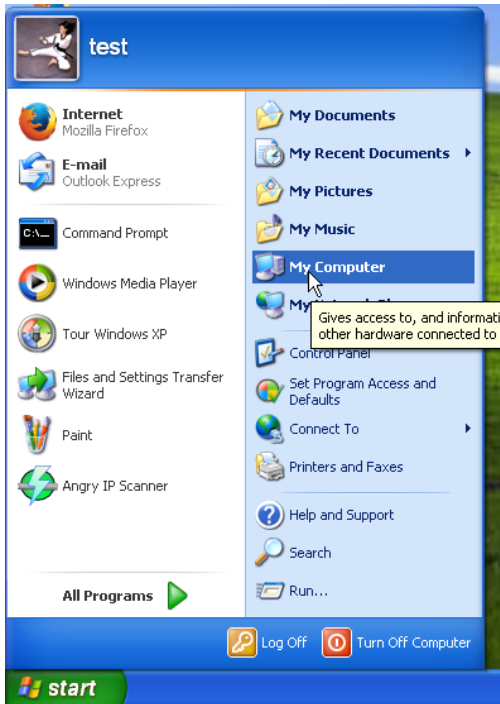 test
Internet
Mozilla Firefox
E-mail
Outlook Express
C:\_
Command Prompt
Windows Media Player
Tour Windows XP
Files and Settings Transfer
Wizard
Paint
Angry IP Scanner
All Programs
My Documents
My Recent Documents
My Pictures
My Music
My Computer
My
Gives access to, and informati
other hardware connected to
Control Panel
Set Program Access and
Defaults
Connect To
Printers and Faxes
Help and Support
Search
Run...
Log Off
Turn Off Computer
start